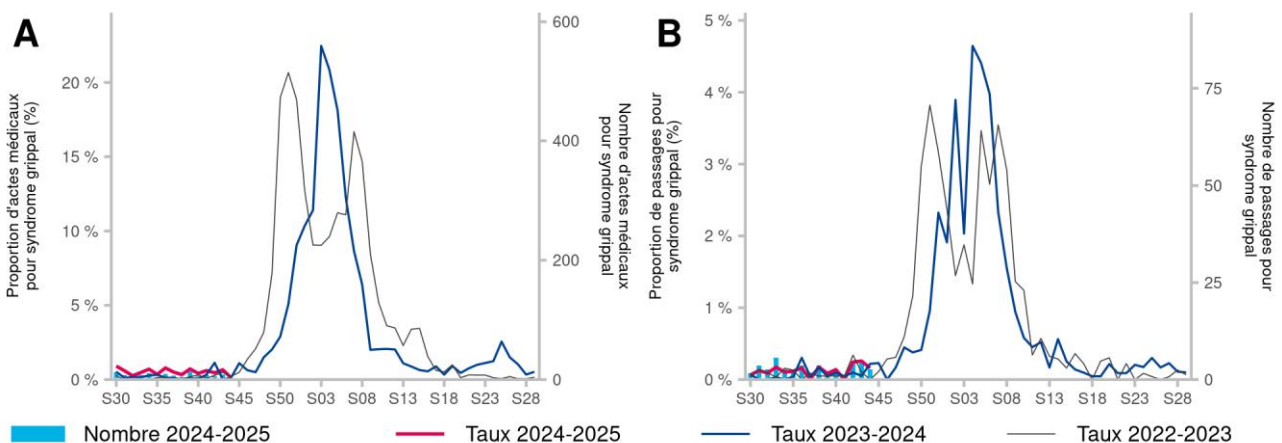 A
Proportion d'actes médicaux
pour syndrome grippal (%)
20 %
15 %
10 %
5 %
0 %
600
400
200
0
Nombre d'actes médicaux
pour syndrome grippal
S30 S35 S40 S45 S50 S03 S08 S13 S18 S23 S28
B
Proportion de passages pour
syndrome grippal (%)
5 %
4 %
3 %
2 %
1 %
0 %
75
50
25
0
Nombre de passages pour
syndrome grippal
S30 S35 S40 S45 S50 S03 S08 S13 S18 S23 S28
Nombre 2024-2025 Taux 2024-2025 Taux 2023-2024 Taux 2022-2023